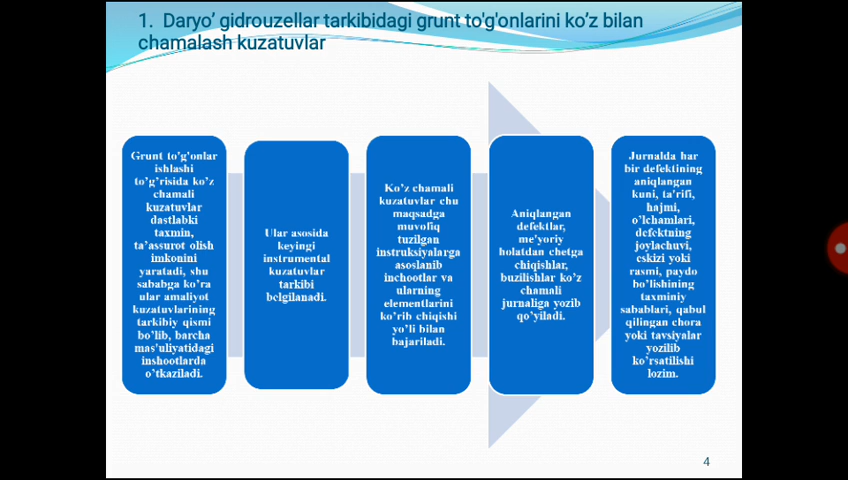 1. Daryo’ gidrouzellar tarkibidagi grunt to'g'onlarini ko’z bilan
chamalash kuzatuvlar
Grunt to’g’onlar
ishlashi
to’g’risida ko’z
chamali
kuzatuvlar
dastlabki
taxmin,
ta’assurot olish
imkonini
yaratadi, shu
sababga ko’ra
ular amaliyot
kuzatuvlarining
tarkibiy qismi
bo’lib, barcha
mas’uliyatidagi
inshootlarda
o’tkaziladi.
Ular asosida
keyingi
instrumental
kuzatuvlar
tarkibi
belgilanadi.
Ko’z chamali
kuzatuvlar chu
maqsadga
muvofiq
tuzilgan
instruksiyalarga
asoslanib
inchootlar va
ularning
elementlarini
ko’rib chiqishi
yo’li bilan
bajariladi.
Aniqlangan
defektlar,
me’yoriy
holatdan chetga
chiqishlar,
buzilishlar ko’z
chamali
jurnaliga yozib
qo’yiladi.
Jurnalda har
bir defektining
aniqlangan
kuni, ta’rifi,
hajmi,
o’lchamlari,
defektning
joylachuvi,
eskizi yoki
rasmi, paydo
bo’lishining
taxminiy
sabablari, qabul
qilingan chora
yoki tavsiyalar
yozilib
ko’rsatilishi
lozim.
4